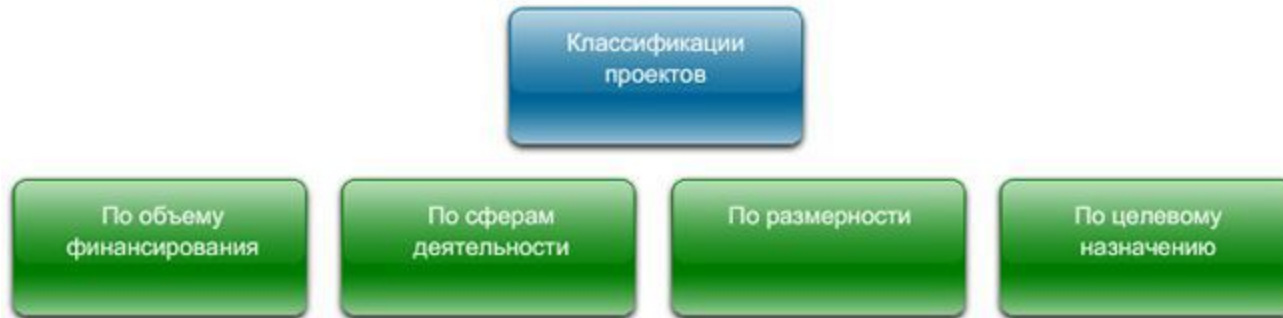 Классификации
проектов
По объему
финансирования
По сферам
деятельности
По размерности
По целевому
назначению